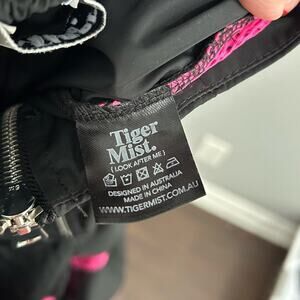 Tiger
Mist.
[ LOOK AFTER ME ]
DESIGNED IN AUSTRALIA
MADE IN CHINA
WWW.TIGERMIST.COM.AU